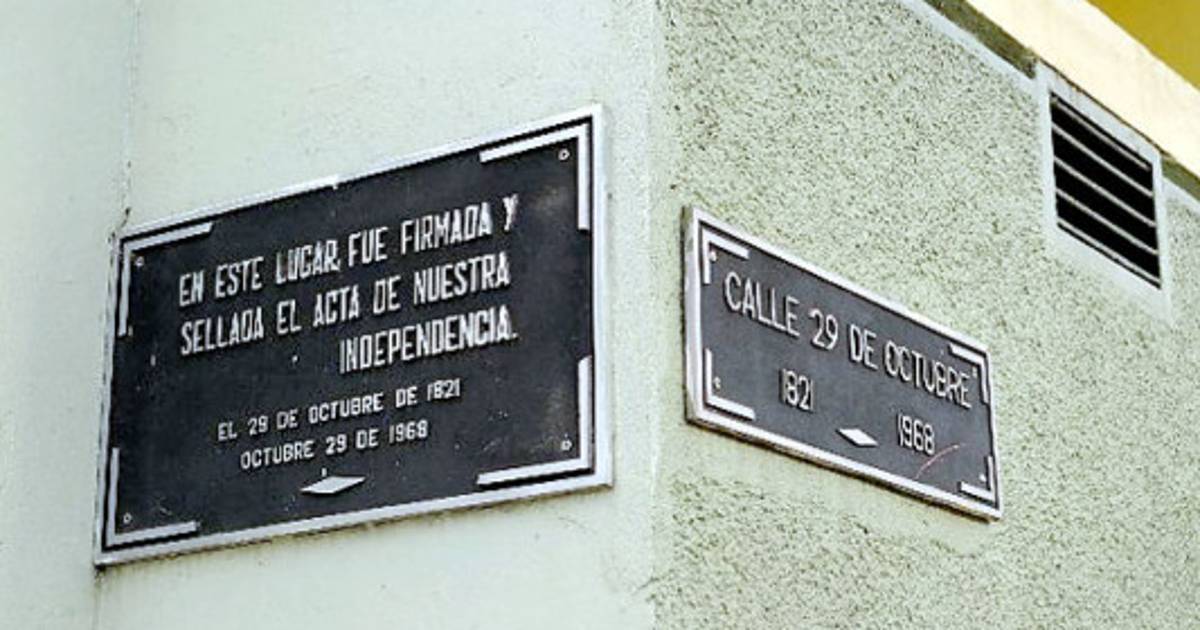 EN ESTE LUGAR, FUE FIRMADA Y
SELLADA EL ACTA DE NUESTRA
INDEPENDENCIA.
EL 29 DE OCTUBRE DE 1821
OCTUBRE 29 DE 1968
CALLE 29 DE OCTUBRE
1821 1968